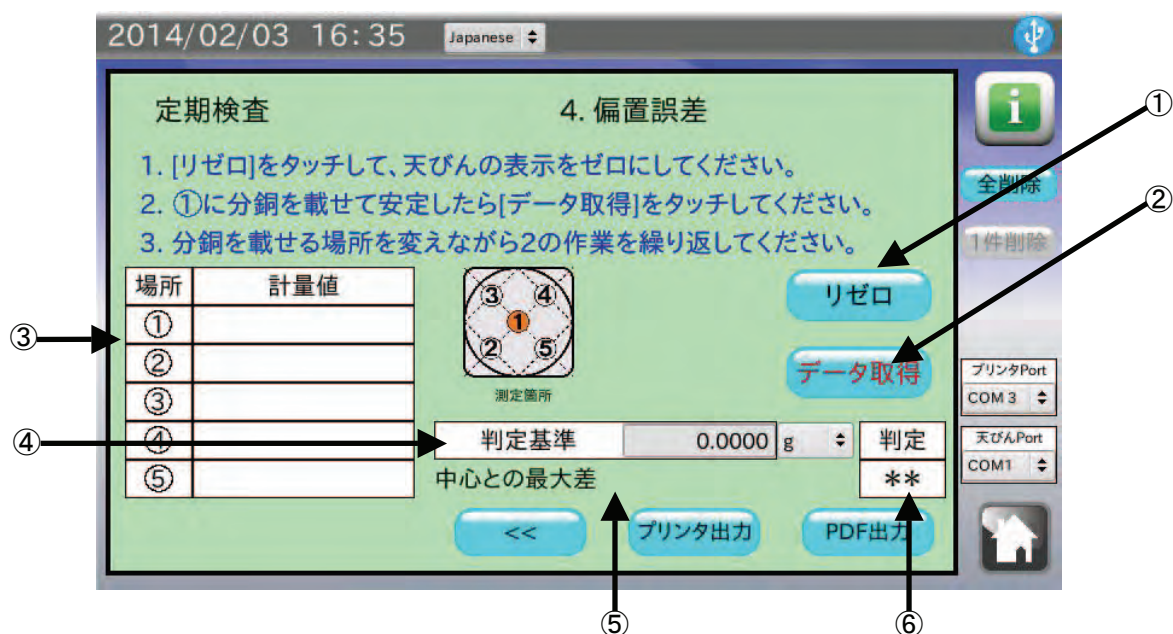 2014/02/03 16:35 Japanese
定期検査 4. 偏置誤差
1. [リゼロ]をタッチして、天びんの表示をゼロにしてください。
2. ①に分銅を載せて安定したら[データ取得]をタッチしてください。
3. 分銅を載せる場所を変えながら2の作業を繰り返してください。
場所 計量値
①
②
③
④
⑤
③ ④
①
② ⑤
測定箇所
リゼロ
データ取得
判定基準 0.0000 g 判定
中心との最大差 **
<< プリンタ出力 PDF出力
i
全削除
1件削除
プリンタPort
COM 3
天びんPort
COM1
①
②
③
④
⑤
⑥